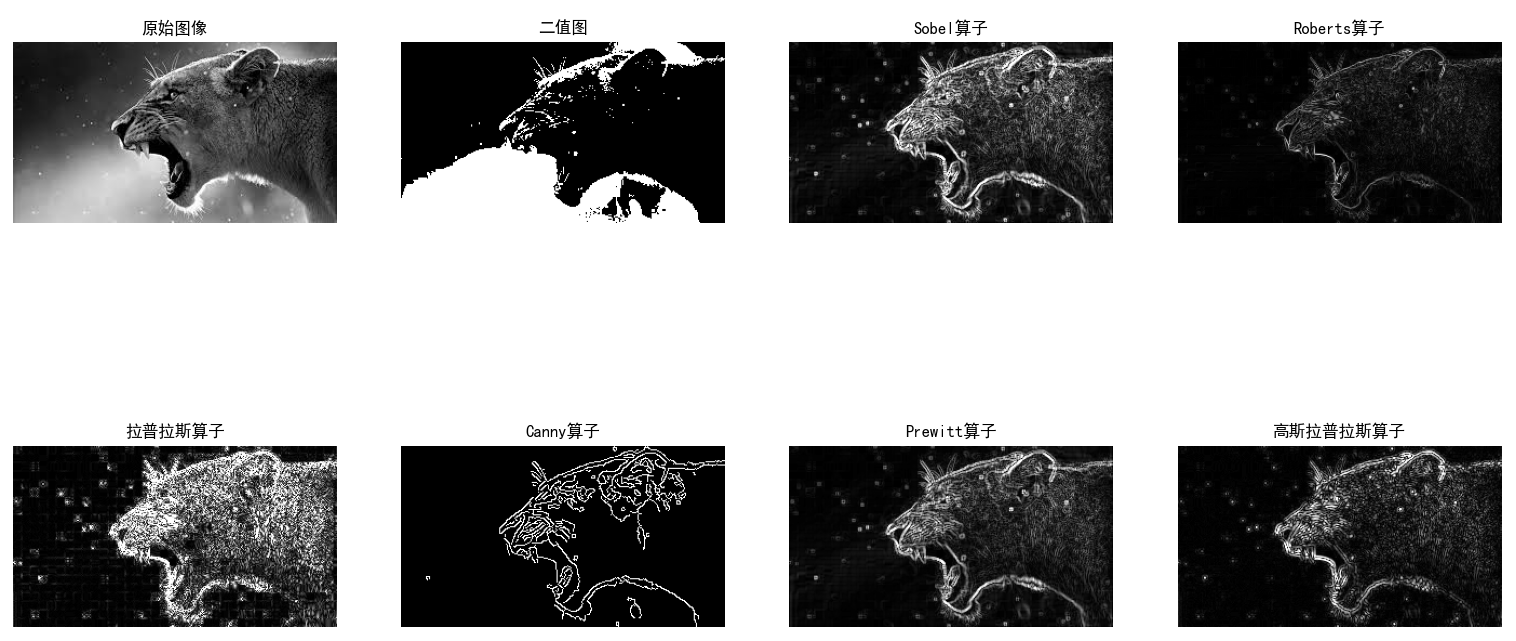 原始图像
二值图
Sobel算子
Roberts算子
拉普拉斯算子
Canny算子
Prewitt算子
高斯拉普拉斯算子